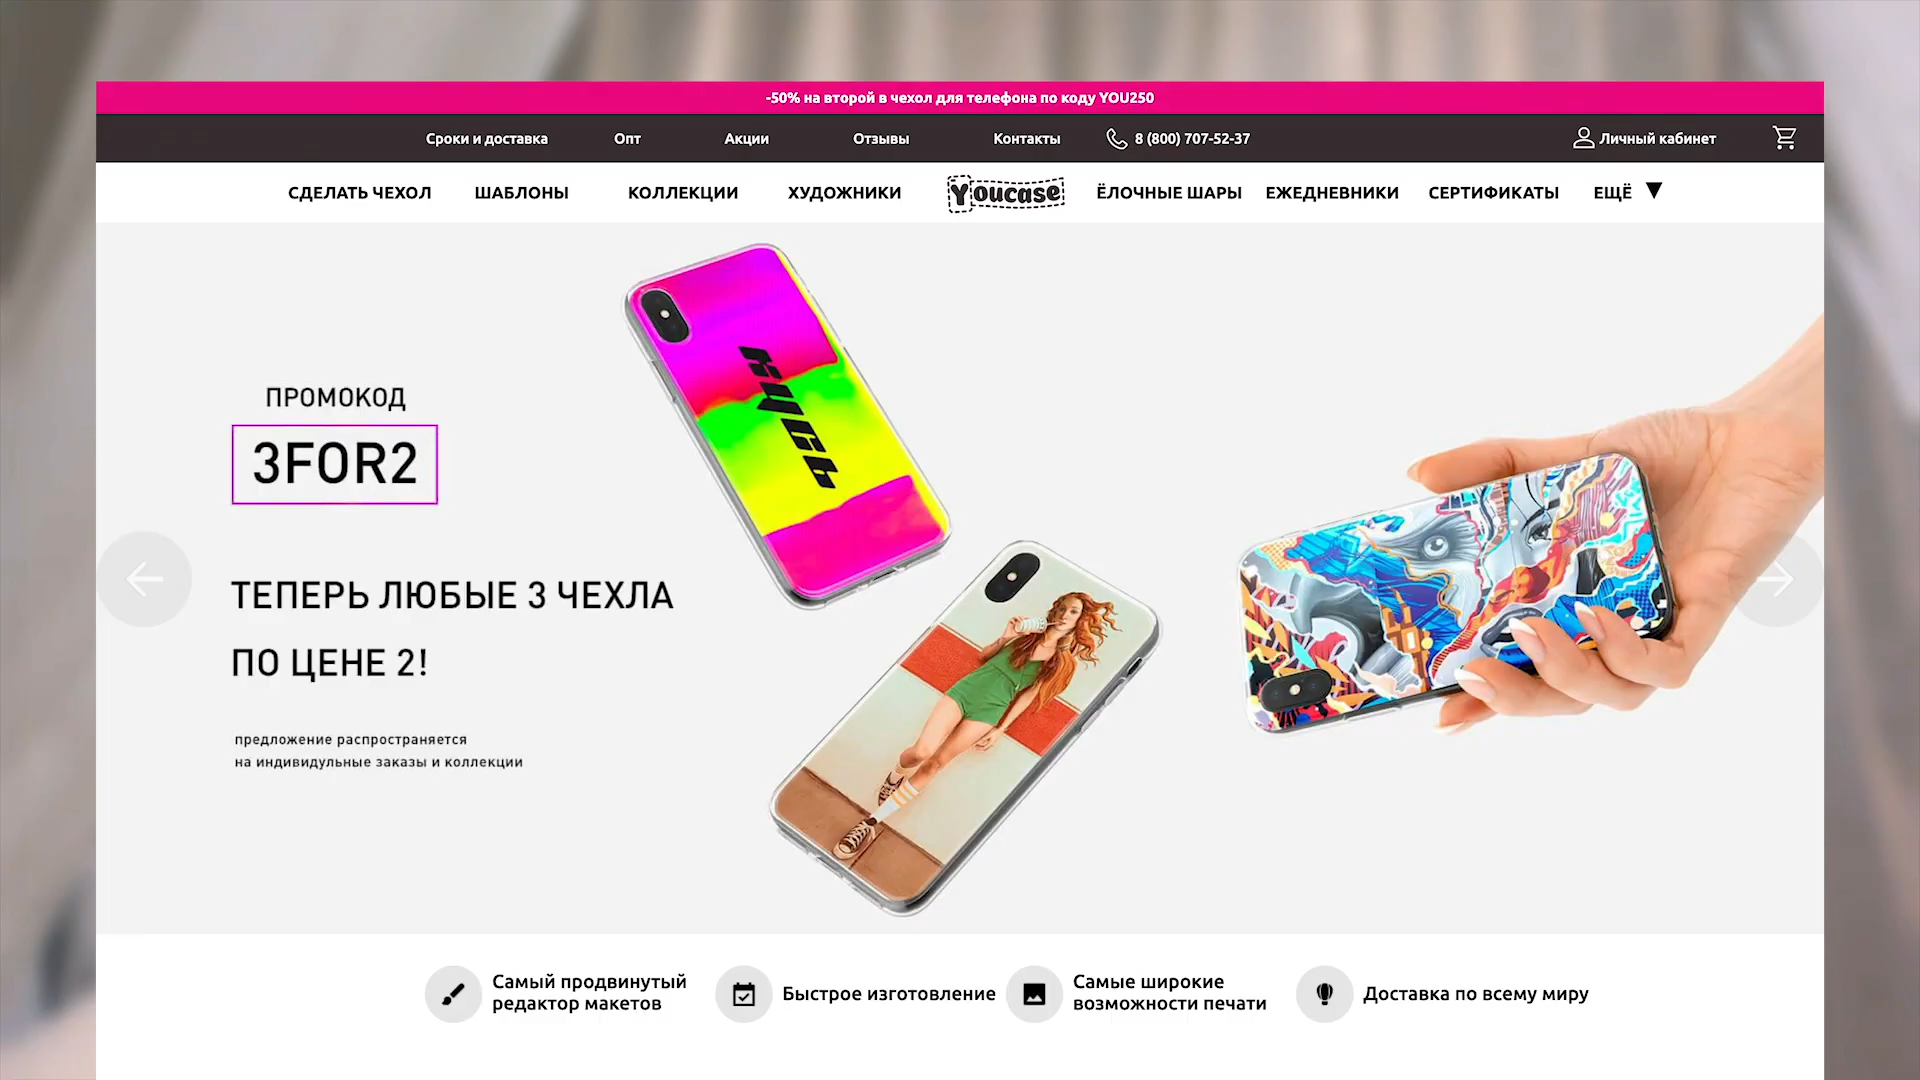 -50% на второй в чехол для телефона по коду YOU250
Сроки и доставка Опт Акции Отзывы Контакты 8 (800) 707-52-37 Личный кабинет
СДЕЛАТЬ ЧЕХОЛ ШАБЛОНЫ КОЛЛЕКЦИИ ХУДОЖНИКИ Youcase ЁЛОЧНЫЕ ШАРЫ ЕЖЕДНЕВНИКИ СЕРТИФИКАТЫ ЕЩЁ
ПРОМОКОД
3FOR2
ТЕПЕРЬ ЛЮБЫЕ 3 ЧЕХЛА
ПО ЦЕНЕ 2!
предложение распространяется
на индивидульные заказы и коллекции
Самый продвинутый
редактор макетов
Быстрое изготовление
Самые широкие
возможности печати
Доставка по всему миру